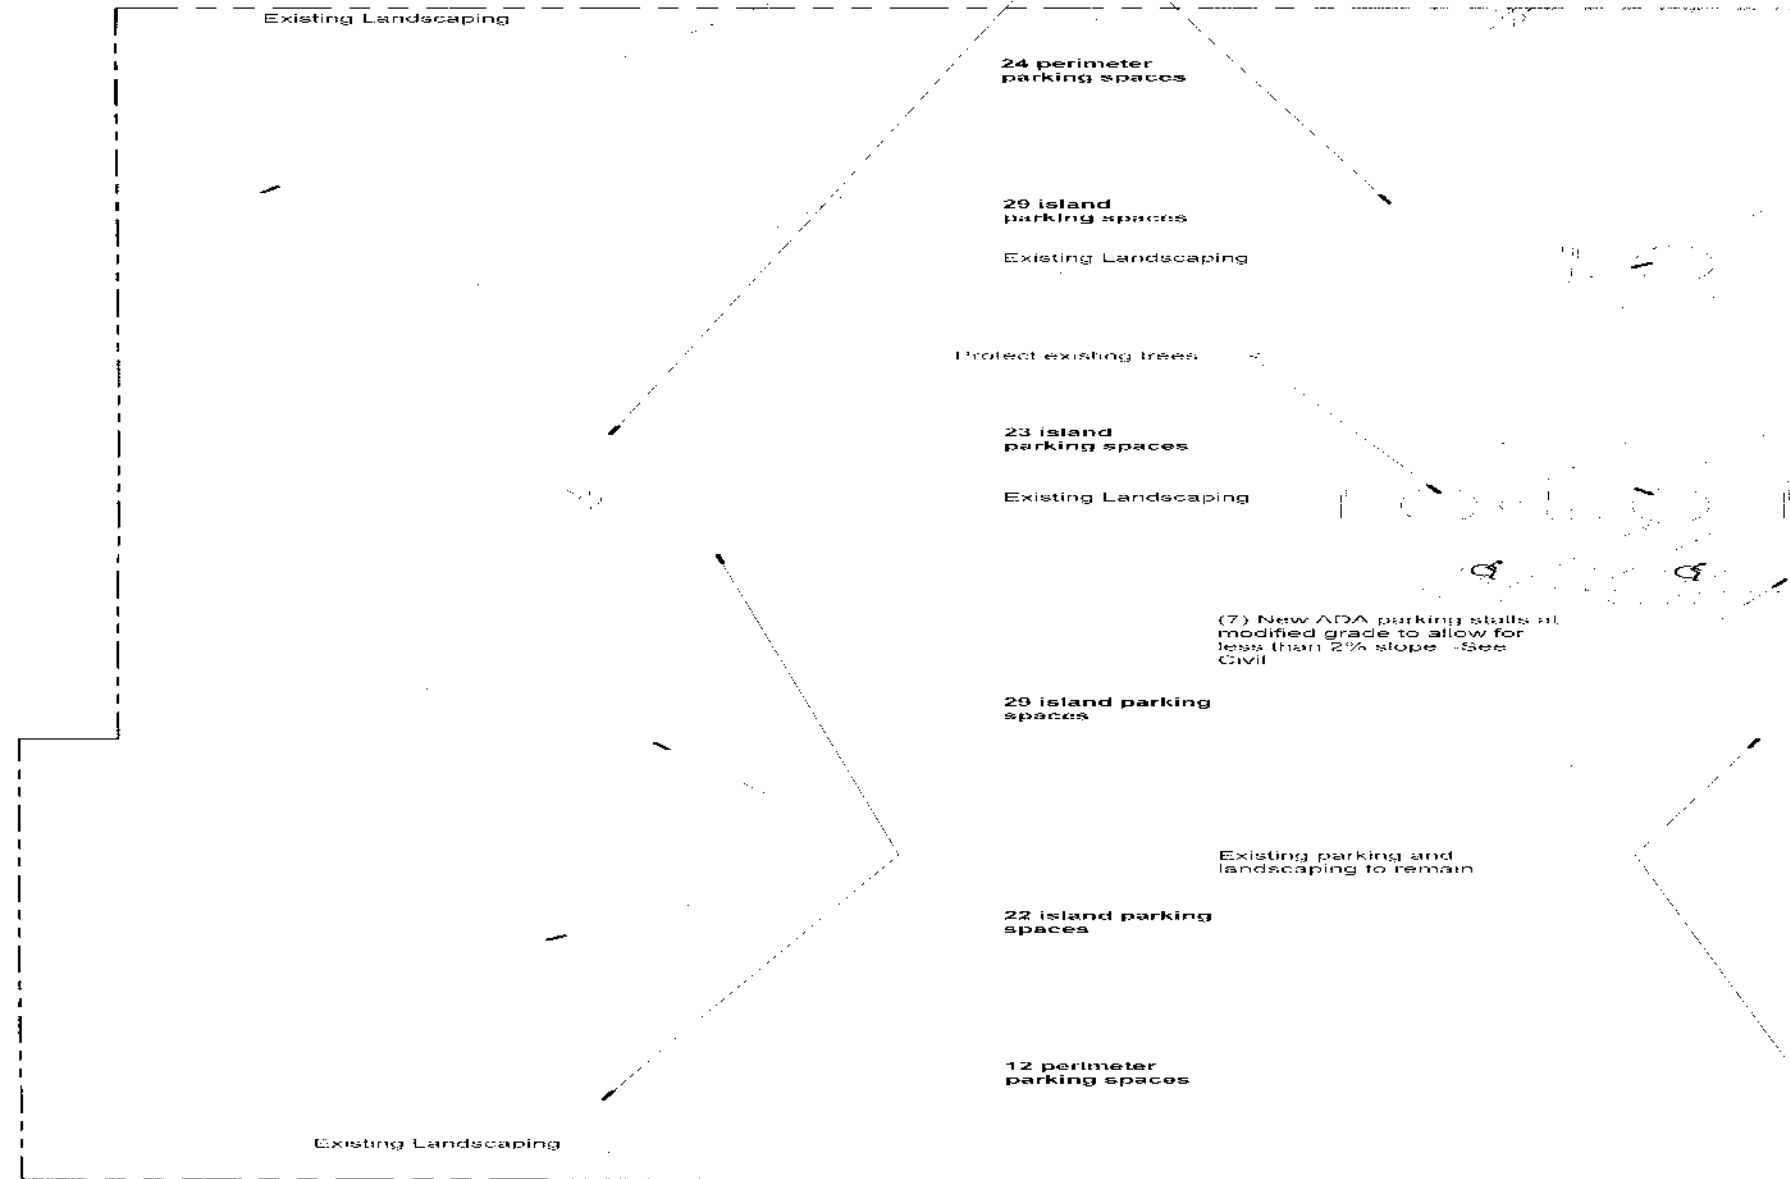 Existing Landscaping
24 perimeter
parking spaces
29 island
parking spaces
Existing Landscaping
Protect existing trees
23 island
parking spaces
Existing Landscaping
(7) New ADA parking stalls at
modified grade to allow for
less than 2% slope -See
Civil
29 island parking
spaces
Existing parking and
landscaping to remain
22 island parking
spaces
12 perimeter
parking spaces
Existing Landscaping